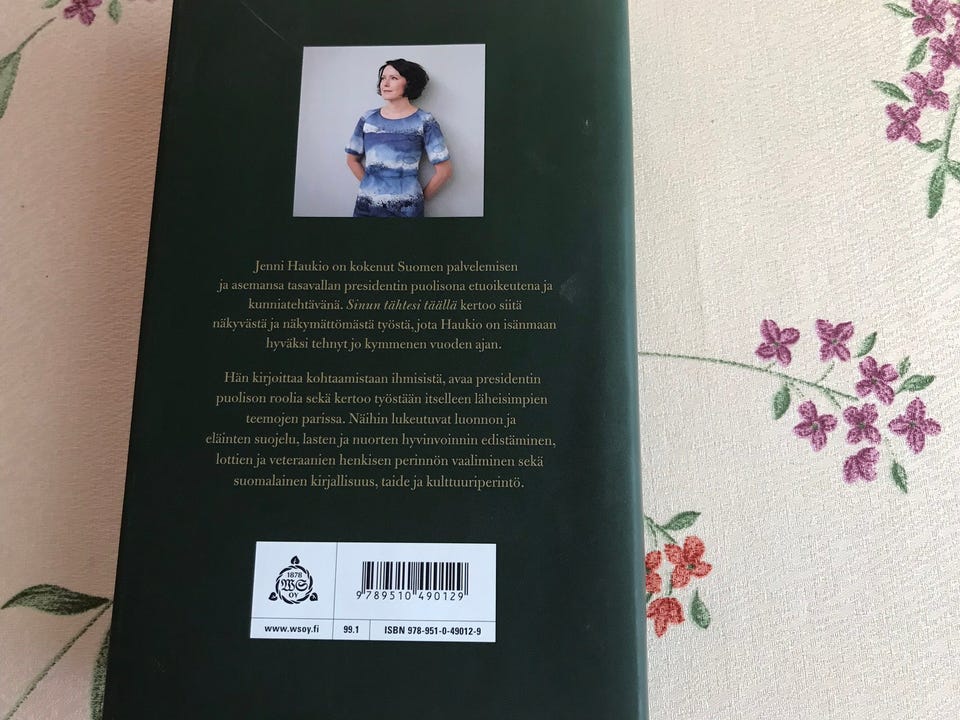 Jenni Haukio on kokenut Suomen palvelemisen
ja asemansa tasavallan presidentin puolisona etuoikeutena ja
kunniatehtävänä. Sinun tähtesi täällä kertoo siitä
näkyvästä ja näkymättömästä työstä, jota Haukio on isänmaan
hyväksi tehnyt jo kymmenen vuoden ajan.
Hän kirjoittaa kohtaamistaan ihmisistä, avaa presidentin
puolison roolia sekä kertoo työstään itselleen läheisimpien
teemojen parissa. Näihin lukeutuvat luonnon ja
eläinten suojelu, lasten ja nuorten hyvinvoinnin edistäminen,
lottien ja veteraanien henkisen perinnön vaaliminen sekä
suomalainen kirjallisuus, taide ja kulttuuriperintö.
1878
WS
OY
9 789510 490129
www.wsoy.fi 99.1 ISBN 978-951-0-49012-9